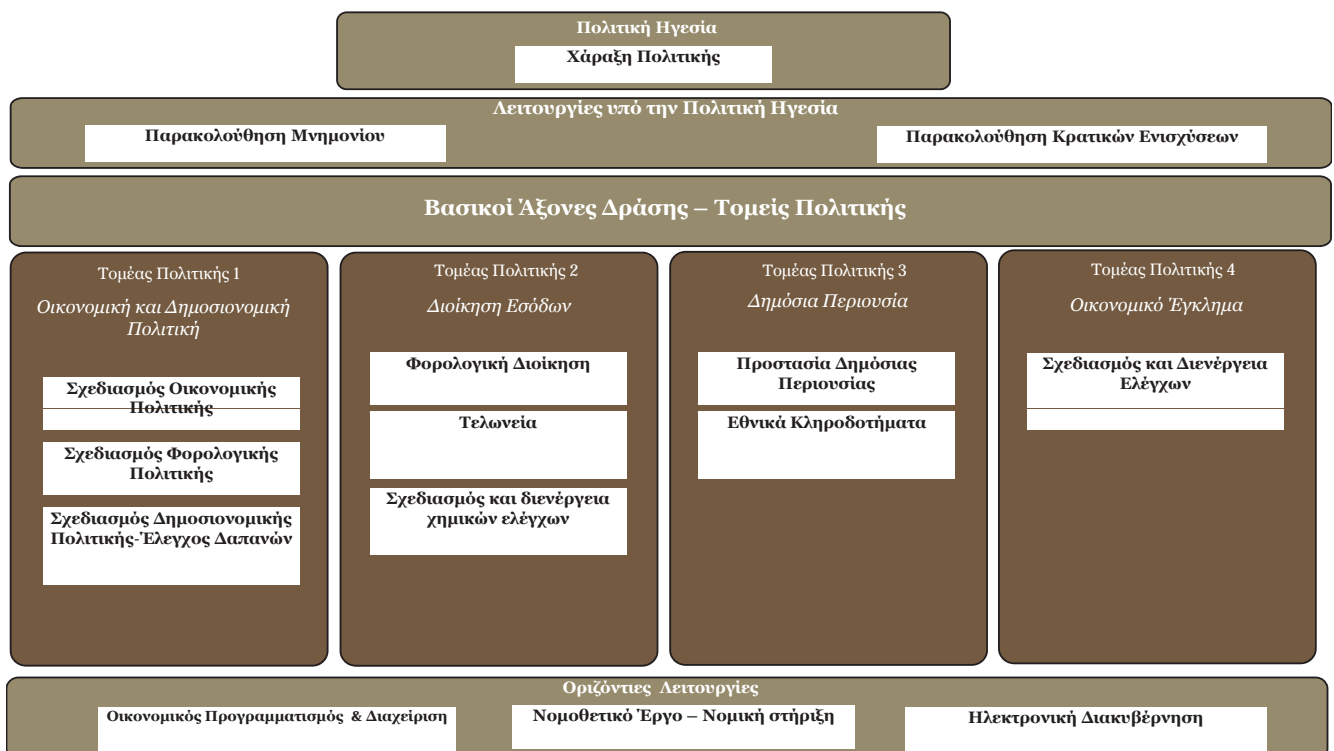 Πολιτική Ηγεσία
Χάραξη Πολιτικής
Λειτουργίες υπό την Πολιτική Ηγεσία
Παρακολούθηση Μνημονίου
Παρακολούθηση Κρατικών Ενισχύσεων
Βασικοί Άξονες Δράσης – Τομείς Πολιτικής
Τομέας Πολιτικής 1
Οικονομική και Δημοσιονομική
Πολιτική
Σχεδιασμός Οικονομικής
Πολιτικής
Σχεδιασμός Φορολογικής
Πολιτικής
Σχεδιασμός Δημοσιονομικής
Πολιτικής-Έλεγχος Δαπανών
Τομέας Πολιτικής 2
Διοίκηση Εσόδων
Φορολογική Διοίκηση
Τελωνεία
Σχεδιασμός και διενέργεια
χημικών ελέγχων
Τομέας Πολιτικής 3
Δημόσια Περιουσία
Προστασία Δημόσιας
Περιουσίας
Εθνικά Κληροδοτήματα
Τομέας Πολιτικής 4
Οικονομικό Έγκλημα
Σχεδιασμός και Διενέργεια
Ελέγχων
Οριζόντιες Λειτουργίες
Οικονομικός Προγραμματισμός & Διαχείριση
Νομοθετικό Έργο – Νομική στήριξη
Ηλεκτρονική Διακυβέρνηση